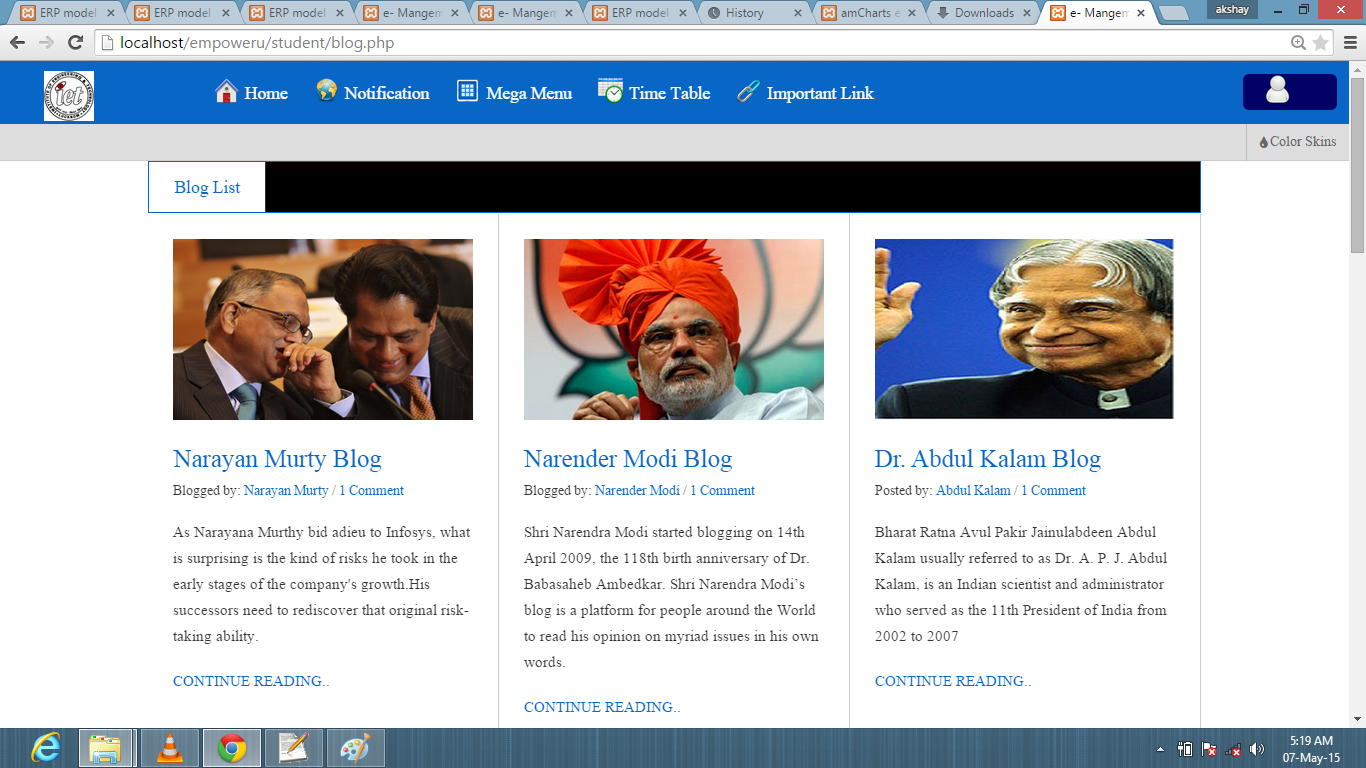 ERP model
ERP model
ERP model
e- Mangem
e- Mangem
ERP model
History
amCharts e
Downloads
e- Mangem
akshay
localhost/empoweru/student/blog.php
iet
Home
Notification
Mega Menu
Time Table
Important Link
Color Skins
Blog List
Narayan Murty Blog
Blogged by: Narayan Murty / 1 Comment
As Narayana Murthy bid adieu to Infosys, what
is surprising is the kind of risks he took in the
early stages of the company's growth.His
successors need to rediscover that original risk-
taking ability.
CONTINUE READING..
Narender Modi Blog
Blogged by: Narender Modi / 1 Comment
Shri Narendra Modi started blogging on 14th
April 2009, the 118th birth anniversary of Dr.
Babasaheb Ambedkar. Shri Narendra Modi’s
blog is a platform for people around the World
to read his opinion on myriad issues in his own
words.
CONTINUE READING..
Dr. Abdul Kalam Blog
Posted by: Abdul Kalam / 1 Comment
Bharat Ratna Avul Pakir Jainulabdeen Abdul
Kalam usually referred to as Dr. A. P. J. Abdul
Kalam, is an Indian scientist and administrator
who served as the 11th President of India from
2002 to 2007
CONTINUE READING..
5:19 AM
07-May-15